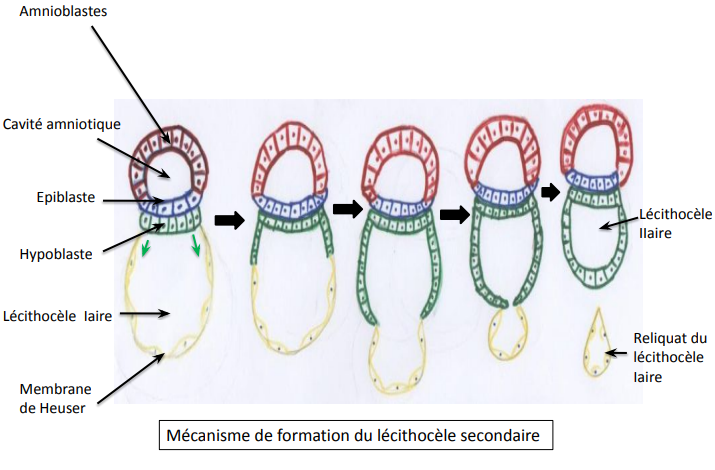 Amnioblastes
Cavité amniotique
Epiblaste
Hypoblaste
Lécithocèle Iaire
Membrane
de Heuser
Lécithocèle
IIaire
Reliquat du
lécithocèle
Iaire
Mécanisme de formation du lécithocèle secondaire